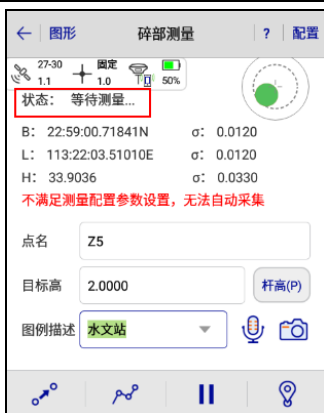 图形 碎部测量 ? 配置
27-30 固定 50%
1.1 1.0
状态： 等待测量...
B： 22:59:00.71841N σ： 0.0120
L： 113:22:03.51010E σ： 0.0120
H： 33.9036 σ： 0.0330
不满足测量配置参数设置，无法自动采集
点名 Z5
目标高 2.0000 杆高(P)
图例描述 水文站